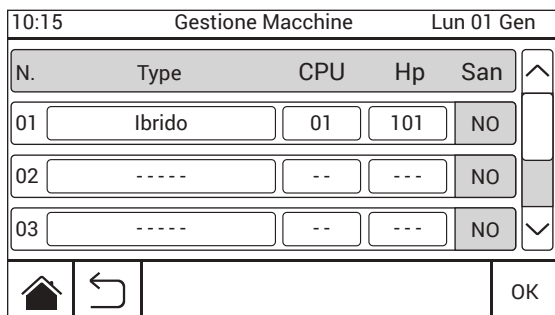 10:15 Gestione Macchine Lun 01 Gen
N. Type CPU Hp San
01 Ibrido 01 101 NO
02 - - - - - - - - - - NO
03 - - - - - - - - - - NO
OK